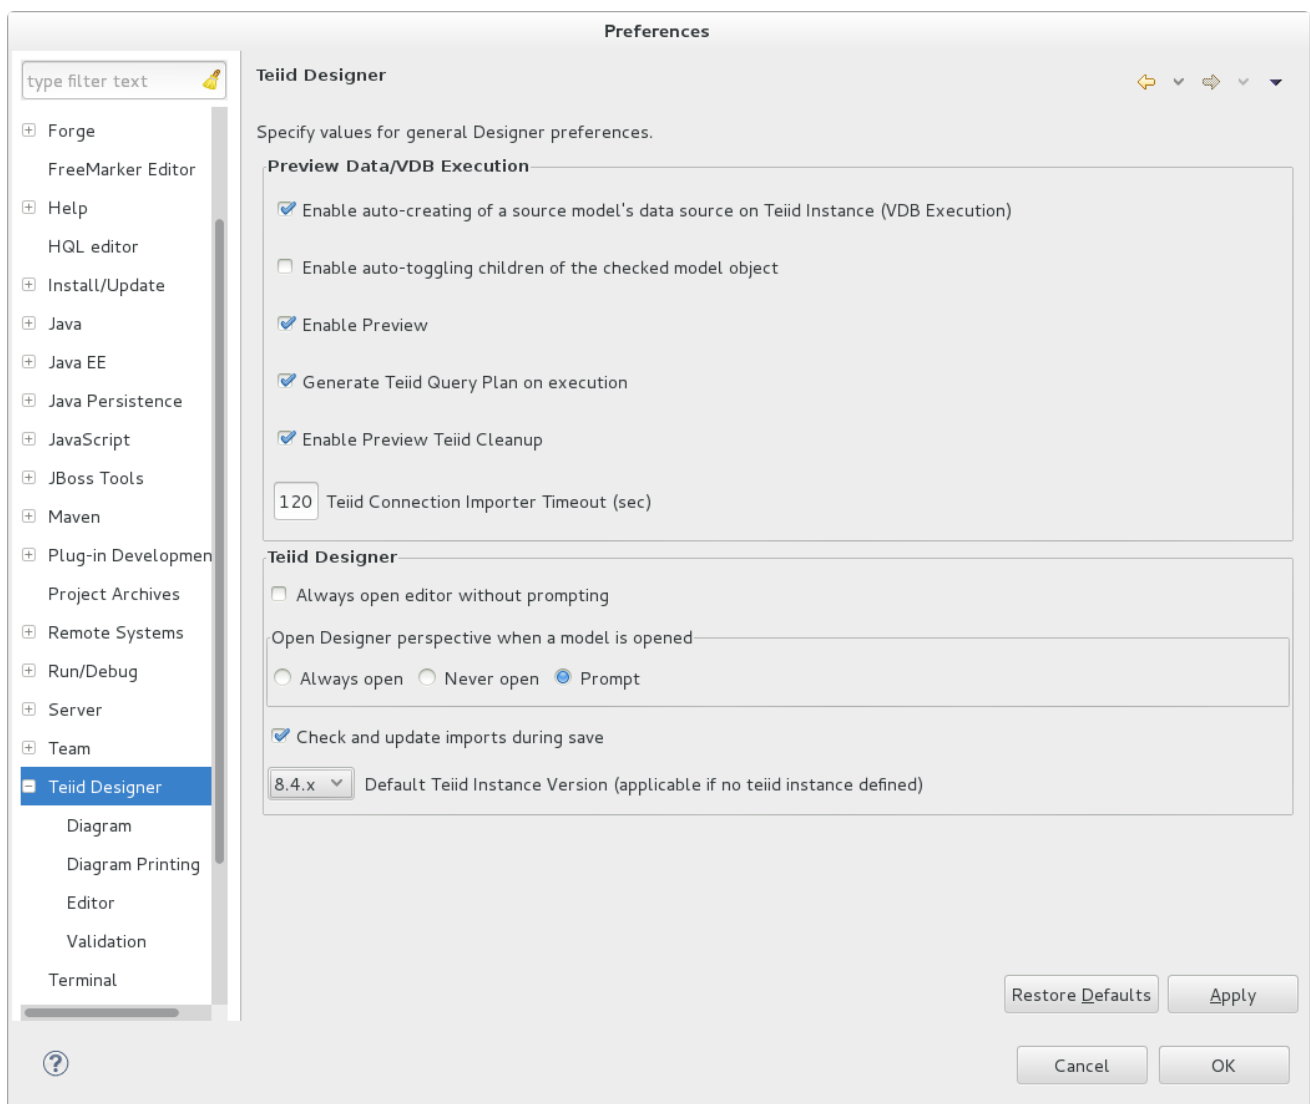 Preferences
type filter text
Forge
FreeMarker Editor
Help
HQL editor
Install/Update
Java
Java EE
Java Persistence
JavaScript
JBoss Tools
Maven
Plug-in Developmen
Project Archives
Remote Systems
Run/Debug
Server
Team
Teiid Designer
Diagram
Diagram Printing
Editor
Validation
Terminal
Teiid Designer
Specify values for general Designer preferences.
Preview Data/VDB Execution
Enable auto-creating of a source model's data source on Teiid Instance (VDB Execution)
Enable auto-toggling children of the checked model object
Enable Preview
Generate Teiid Query Plan on execution
Enable Preview Teiid Cleanup
120 Teiid Connection Importer Timeout (sec)
Teiid Designer
Always open editor without prompting
Open Designer perspective when a model is opened
Always open Never open Prompt
Check and update imports during save
8.4.x Default Teiid Instance Version (applicable if no teiid instance defined)
Restore Defaults Apply
? Cancel OK